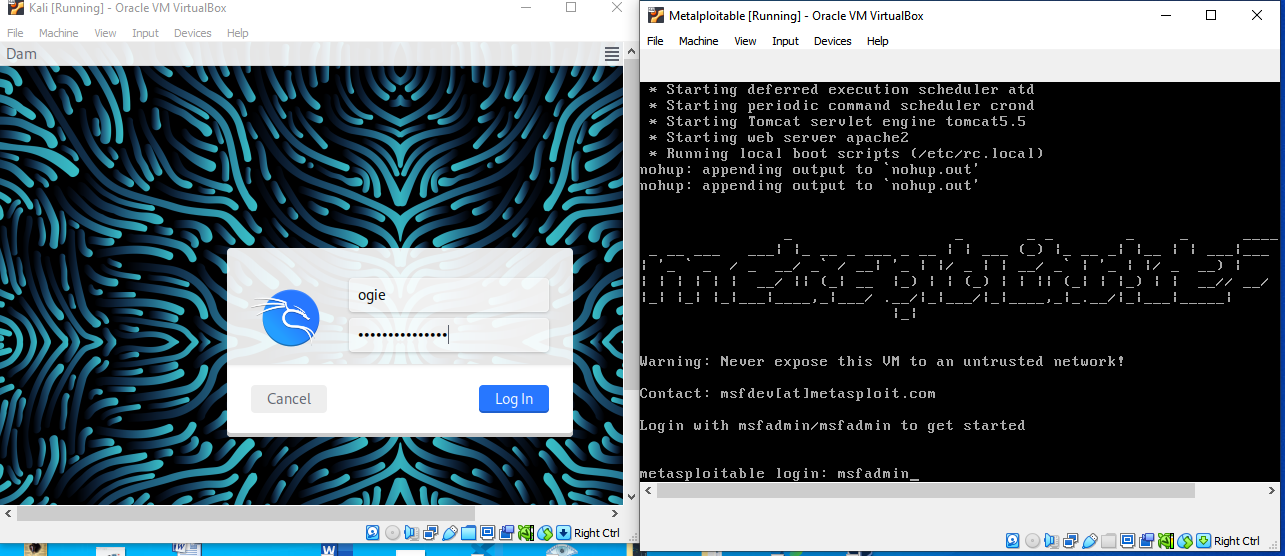 Kali [Running] - Oracle VM VirtualBox
File Machine View Input Devices Help
Dam
ogie
Cancel Log In
Right Ctrl
Metalploitable [Running] - Oracle VM VirtualBox
File Machine View Input Devices Help
* Starting deferred execution scheduler atd
* Starting periodic command scheduler crond
* Starting Tomcat servlet engine tomcat5.5
* Starting web server apache2
* Running local boot scripts (/etc/rc.local)
nohup: appending output to `nohup.out'
nohup: appending output to `nohup.out'
Warning: Never expose this VM to an untrusted network!
Contact: msfdev[at]metasploit.com
Login with msfadmin/msfadmin to get started
metasploitable login: msfadmin_
Right Ctrl